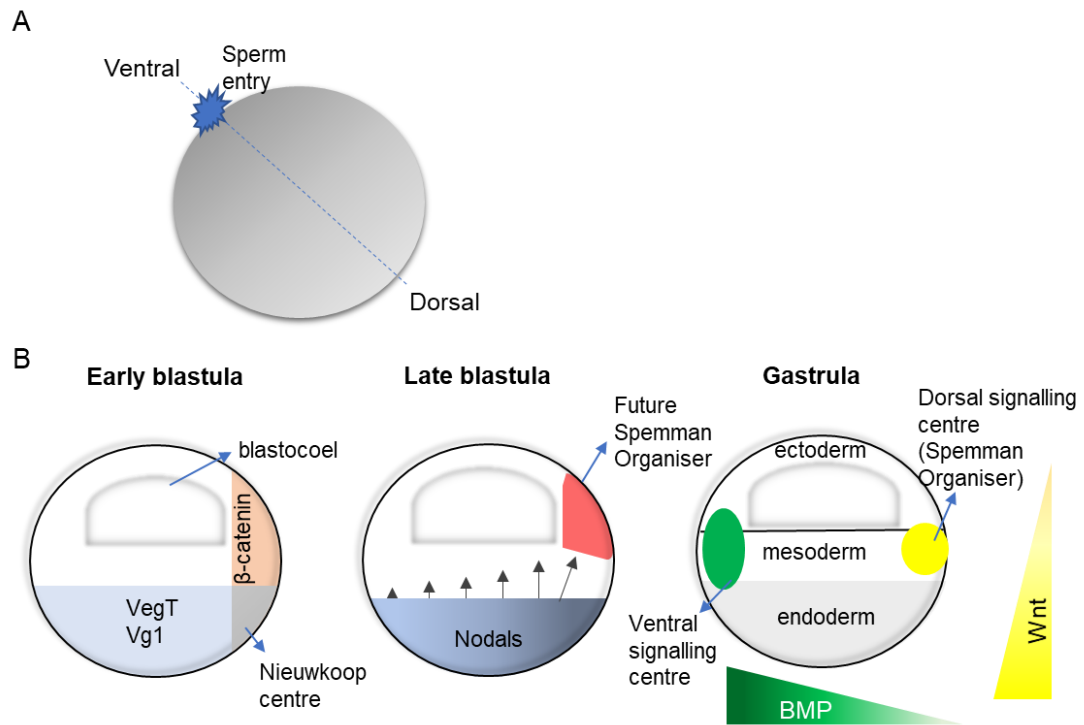 A
Ventral
Sperm
entry
Dorsal
B
Early blastula
Late blastula
Gastrula
blastocoel
β-catenin
VegT
Vg1
Nieuwkoop
centre
Future
Spemman
Organiser
Nodals
Dorsal signalling
centre
(Spemman
Organiser)
ectoderm
mesoderm
endoderm
Ventral
signalling
centre
BMP
Wnt